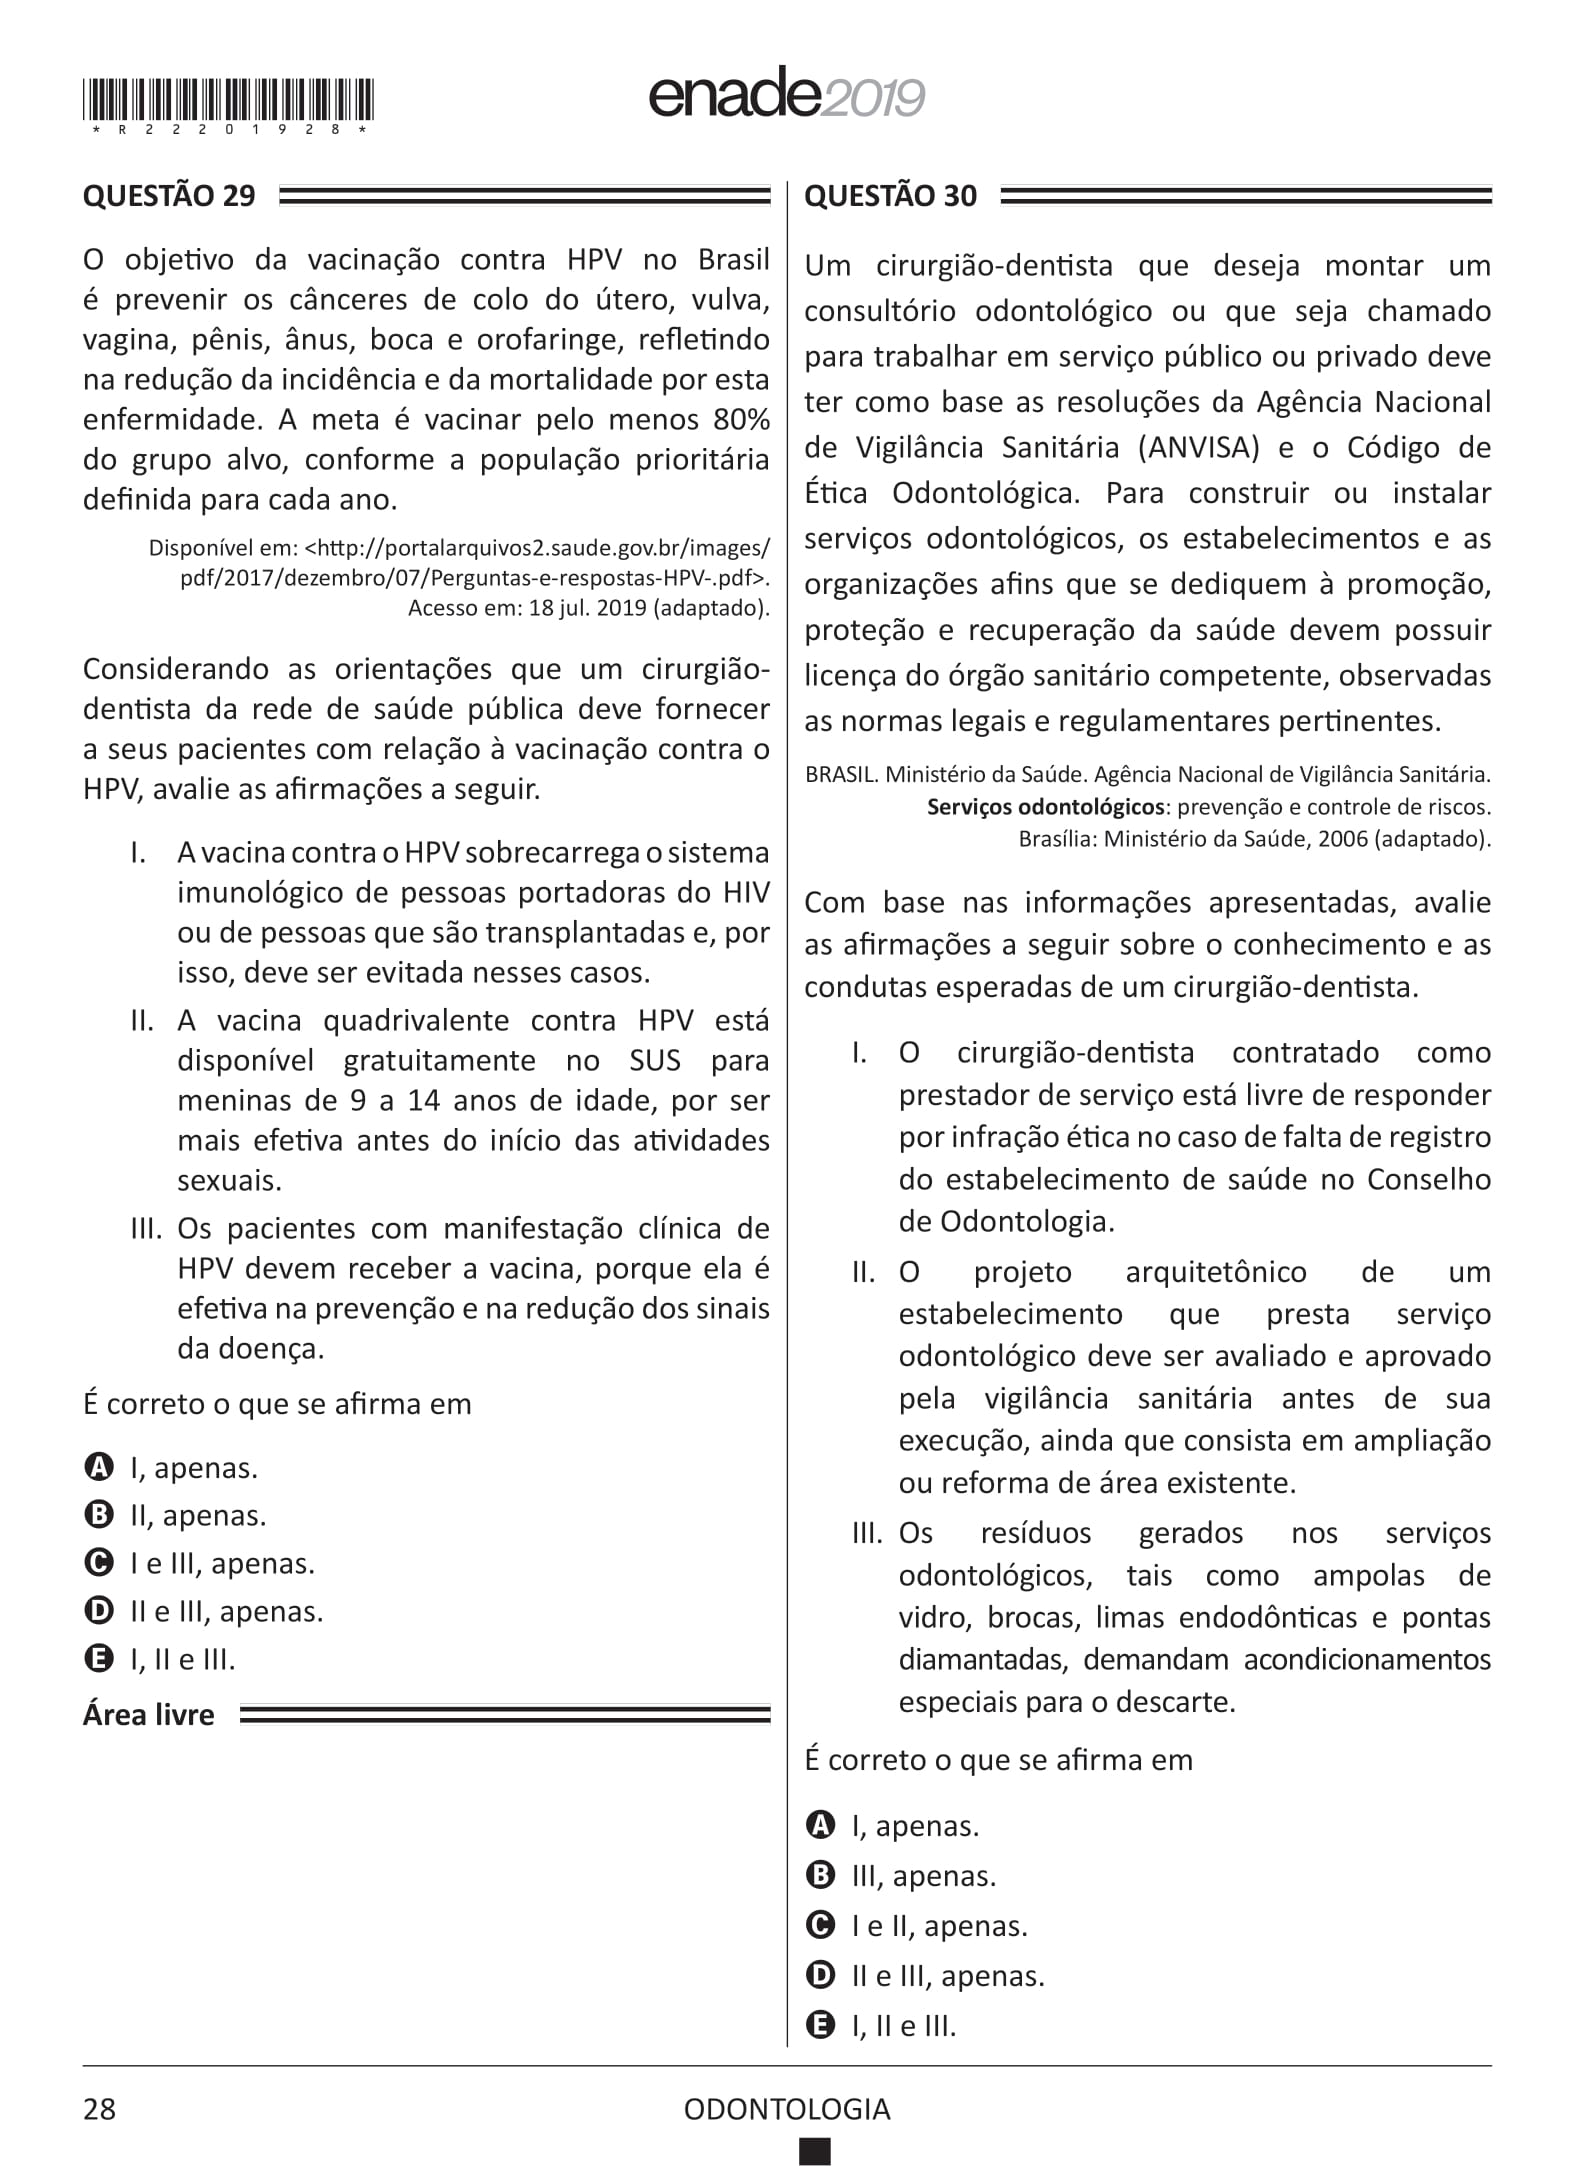 *R22201928*
enade2019
QUESTÃO 29
O objetivo da vacinação contra HPV no Brasil
é prevenir os cânceres de colo do útero, vulva,
vagina, pênis, ânus, boca e orofaringe, refletindo
na redução da incidência e da mortalidade por esta
enfermidade. A meta é vacinar pelo menos 80%
do grupo alvo, conforme a população prioritária
definida para cada ano.
Disponível em: <http://portalarquivos2.saude.gov.br/images/
pdf/2017/dezembro/07/Perguntas-e-respostas-HPV-.pdf>.
Acesso em: 18 jul. 2019 (adaptado).
Considerando as orientações que um cirurgião-
dentista da rede de saúde pública deve fornecer
a seus pacientes com relação à vacinação contra o
HPV, avalie as afirmações a seguir.
I. A vacina contra o HPV sobrecarrega o sistema
imunológico de pessoas portadoras do HIV
ou de pessoas que são transplantadas e, por
isso, deve ser evitada nesses casos.
II. A vacina quadrivalente contra HPV está
disponível gratuitamente no SUS para
meninas de 9 a 14 anos de idade, por ser
mais efetiva antes do início das atividades
sexuais.
III. Os pacientes com manifestação clínica de
HPV devem receber a vacina, porque ela é
efetiva na prevenção e na redução dos sinais
da doença.
É correto o que se afirma em
A I, apenas.
B II, apenas.
C I e III, apenas.
D II e III, apenas.
E I, II e III.
Área livre
QUESTÃO 30
Um cirurgião-dentista que deseja montar um
consultório odontológico ou que seja chamado
para trabalhar em serviço público ou privado deve
ter como base as resoluções da Agência Nacional
de Vigilância Sanitária (ANVISA) e o Código de
Ética Odontológica. Para construir ou instalar
serviços odontológicos, os estabelecimentos e as
organizações afins que se dediquem à promoção,
proteção e recuperação da saúde devem possuir
licença do órgão sanitário competente, observadas
as normas legais e regulamentares pertinentes.
BRASIL. Ministério da Saúde. Agência Nacional de Vigilância Sanitária.
Serviços odontológicos: prevenção e controle de riscos.
Brasília: Ministério da Saúde, 2006 (adaptado).
Com base nas informações apresentadas, avalie
as afirmações a seguir sobre o conhecimento e as
condutas esperadas de um cirurgião-dentista.
I. O cirurgião-dentista contratado como
prestador de serviço está livre de responder
por infração ética no caso de falta de registro
do estabelecimento de saúde no Conselho
de Odontologia.
II. O projeto arquitetônico de um
estabelecimento que presta serviço
odontológico deve ser avaliado e aprovado
pela vigilância sanitária antes de sua
execução, ainda que consista em ampliação
ou reforma de área existente.
III. Os resíduos gerados nos serviços
odontológicos, tais como ampolas de
vidro, brocas, limas endodônticas e pontas
diamantadas, demandam acondicionamentos
especiais para o descarte.
É correto o que se afirma em
A I, apenas.
B III, apenas.
C I e II, apenas.
D II e III, apenas.
E I, II e III.
28
ODONTOLOGIA